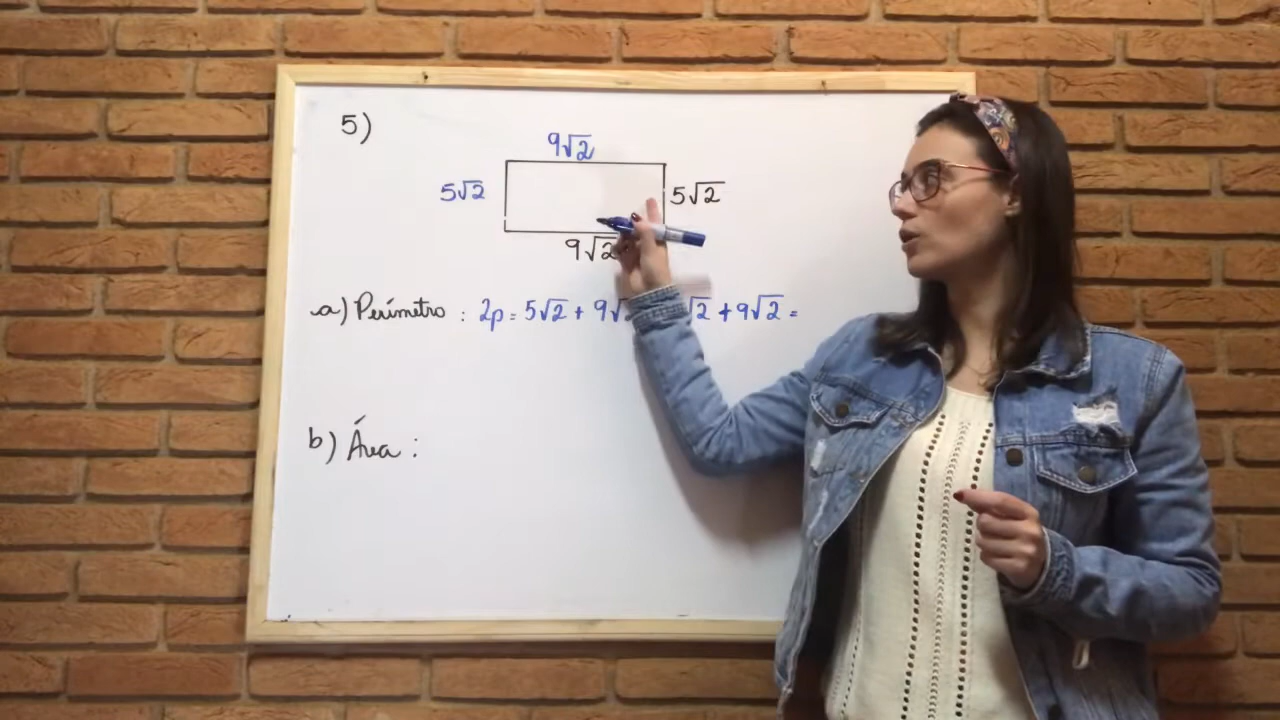 5)
9√2
5√2 5√2
9√2
a) Perímetro : 2p = 5√2 + 9√ √2 + 9√2 =
b) Área :